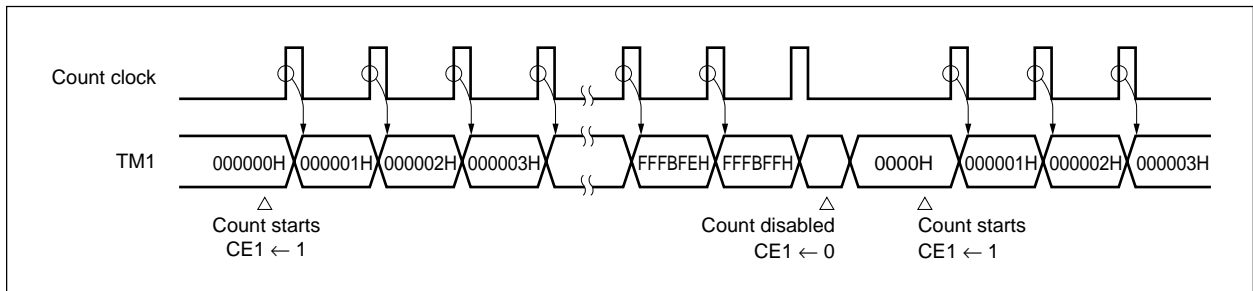 Count clock
TM1
000000H 000001H 000002H 000003H FFFBFEH FFFBFFH 0000H 000001H 000002H 000003H
Count starts
CE1 ← 1
Count disabled
CE1 ← 0
Count starts
CE1 ← 1